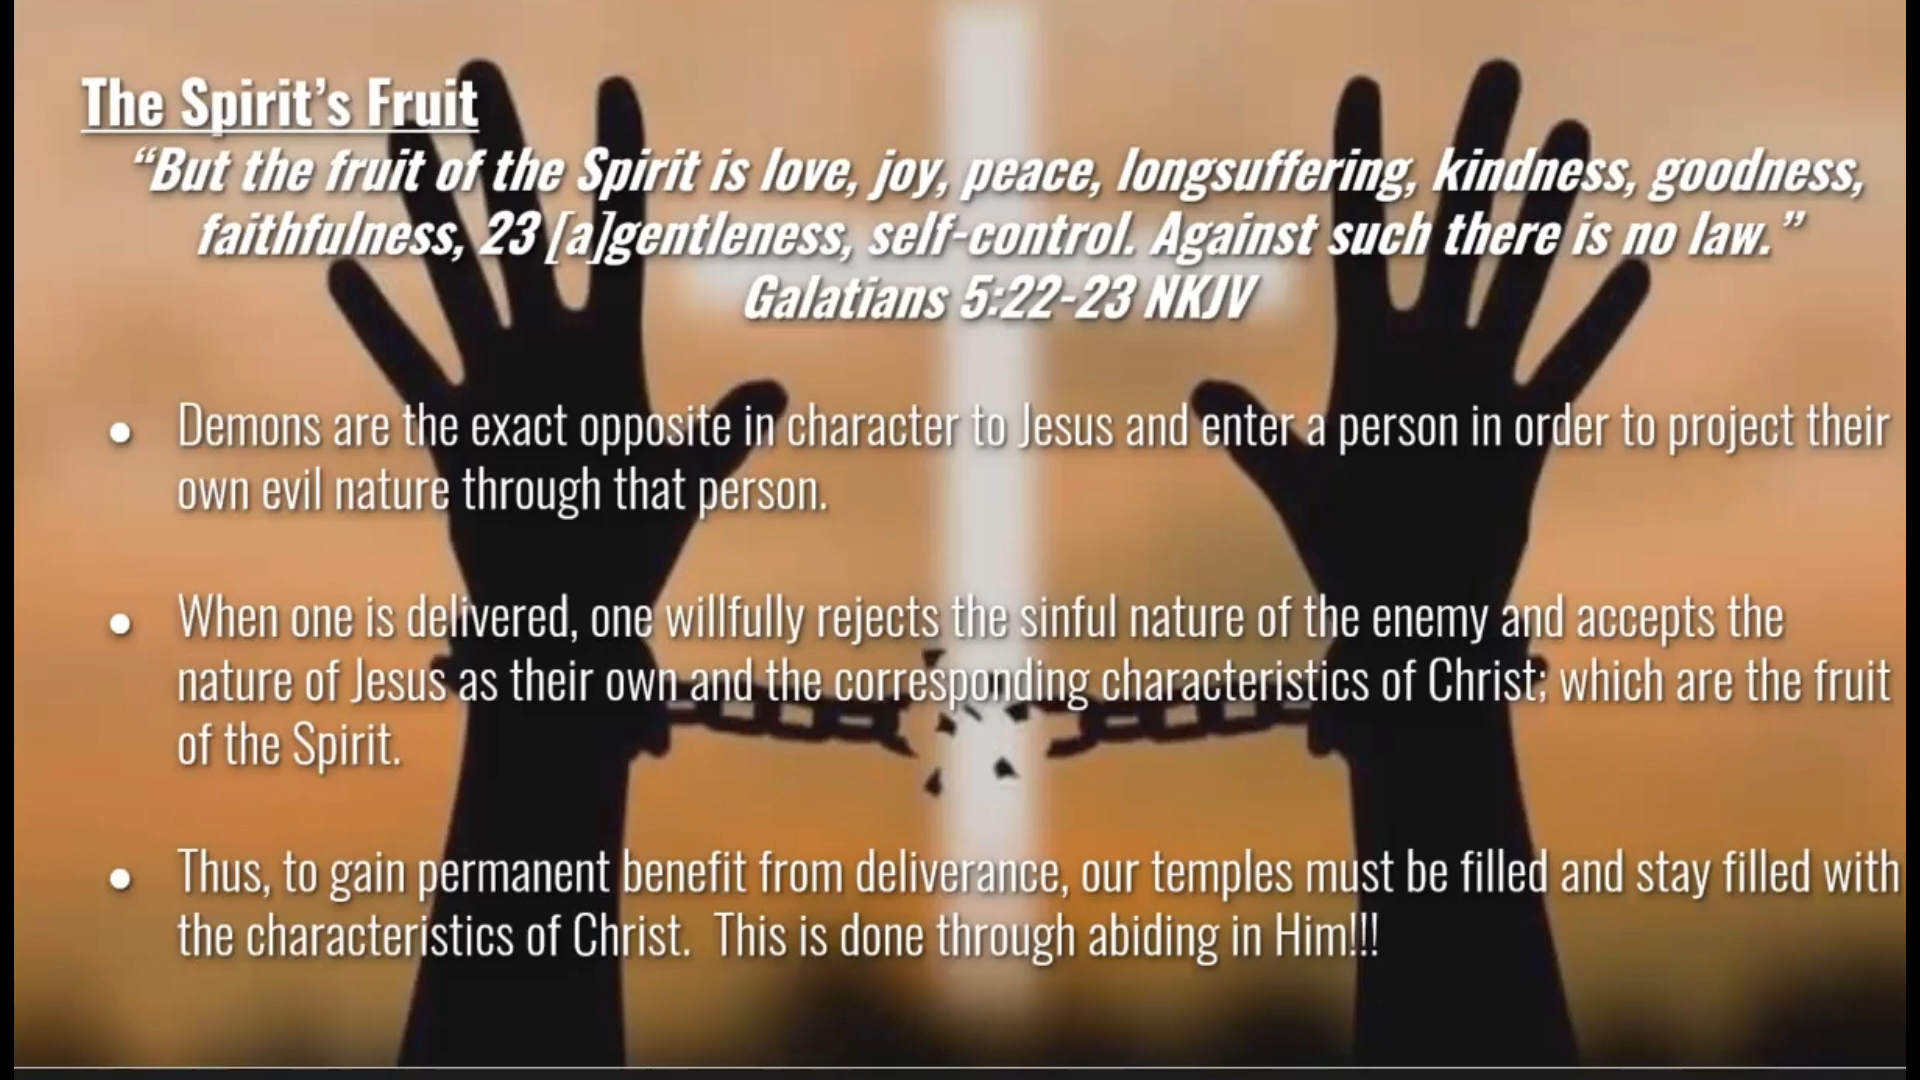 The Spirit's Fruit
“But the fruit of the Spirit is love, joy, peace, longsuffering, kindness, goodness,
faithfulness, 23 [a]gentleness, self-control. Against such there is no law.”
Galatians 5:22-23 NKJV
● Demons are the exact opposite in character to Jesus and enter a person in order to project their
own evil nature through that person.
● When one is delivered, one willfully rejects the sinful nature of the enemy and accepts the
nature of Jesus as their own and the corresponding characteristics of Christ; which are the fruit
of the Spirit.
● Thus, to gain permanent benefit from deliverance, our temples must be filled and stay filled with
the characteristics of Christ.  This is done through abiding in Him!!!